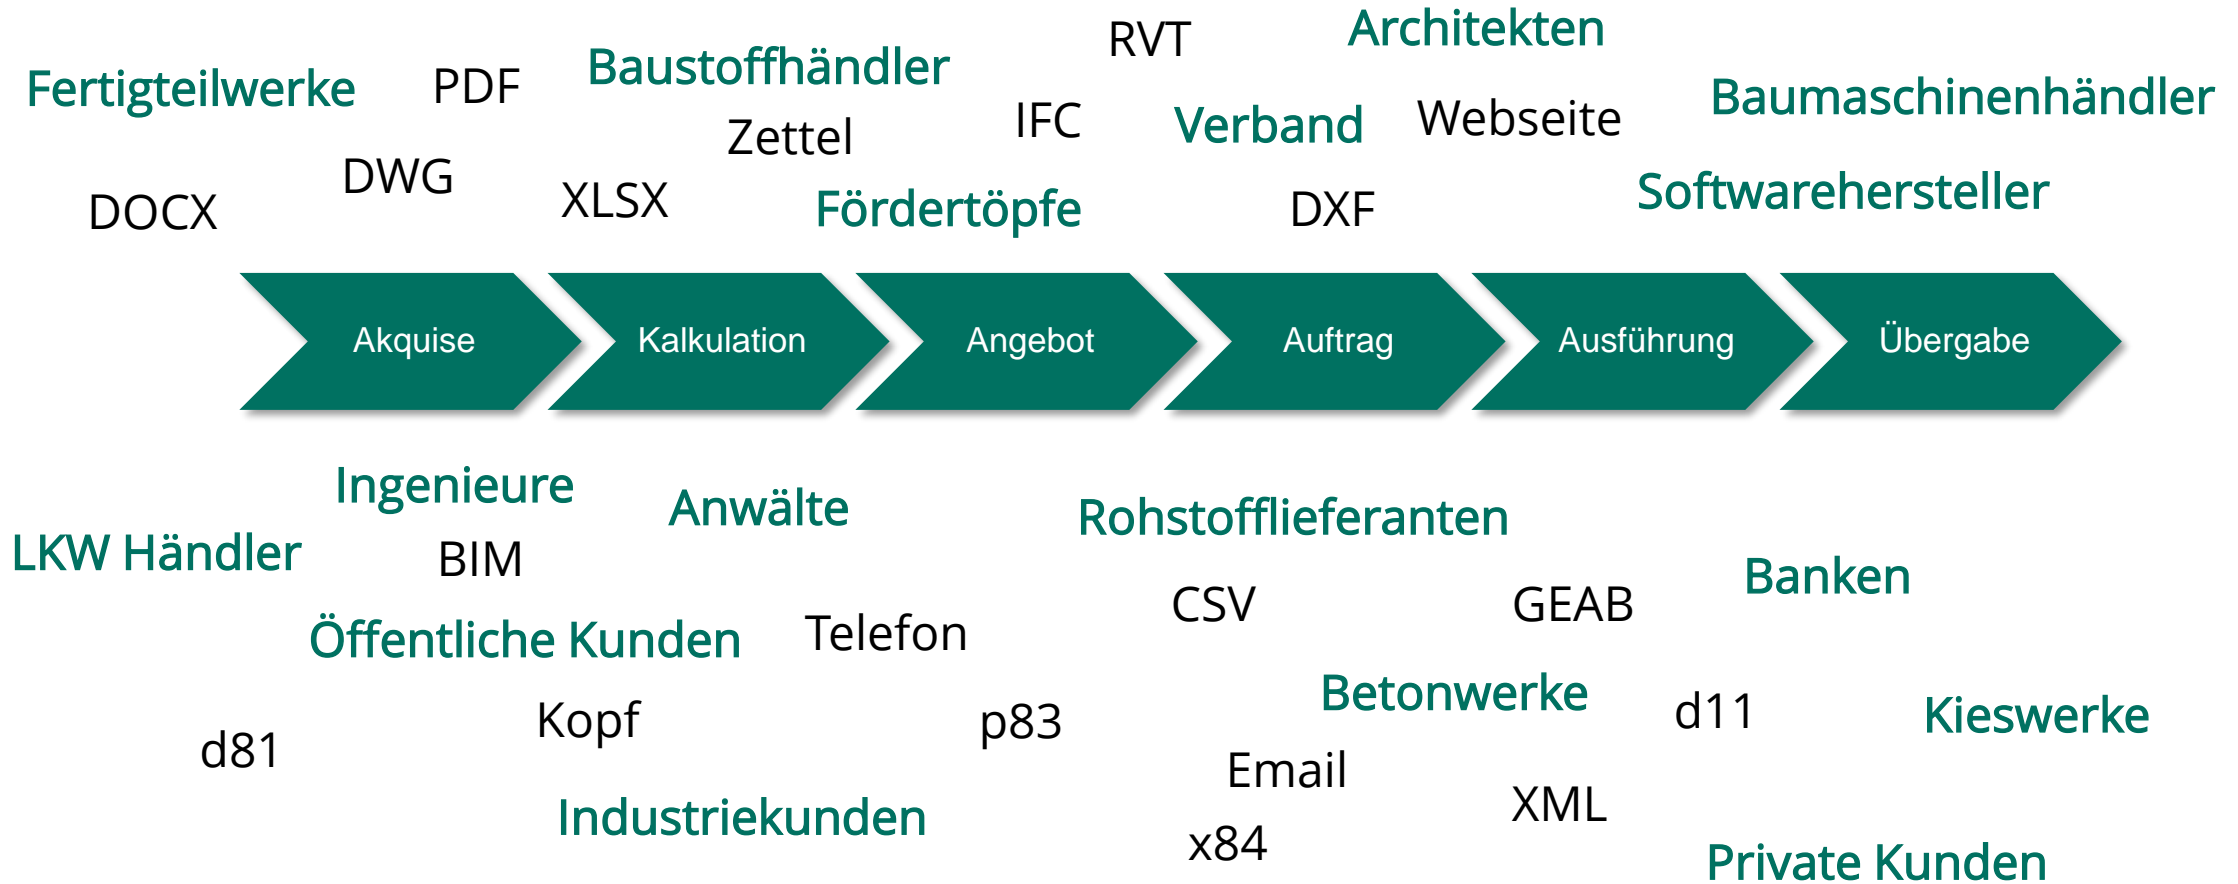 RVT
Architekten
Fertigteilwerke
PDF
Baustoffhändler
Baumaschinenhändler
Zettel
IFC
Verband
Webseite
DOCX
DWG
XLSX
Fördertöpfe
DXF
Softwarehersteller
Akquise
Kalkulation
Angebot
Auftrag
Ausführung
Übergabe
Ingenieure
Anwälte
Rohstofflieferanten
LKW Händler
BIM
Banken
Öffentliche Kunden
Telefon
CSV
GEAB
d81
Kopf
p83
Betonwerke
d11
Kieswerke
Email
Industriekunden
x84
XML
Private Kunden